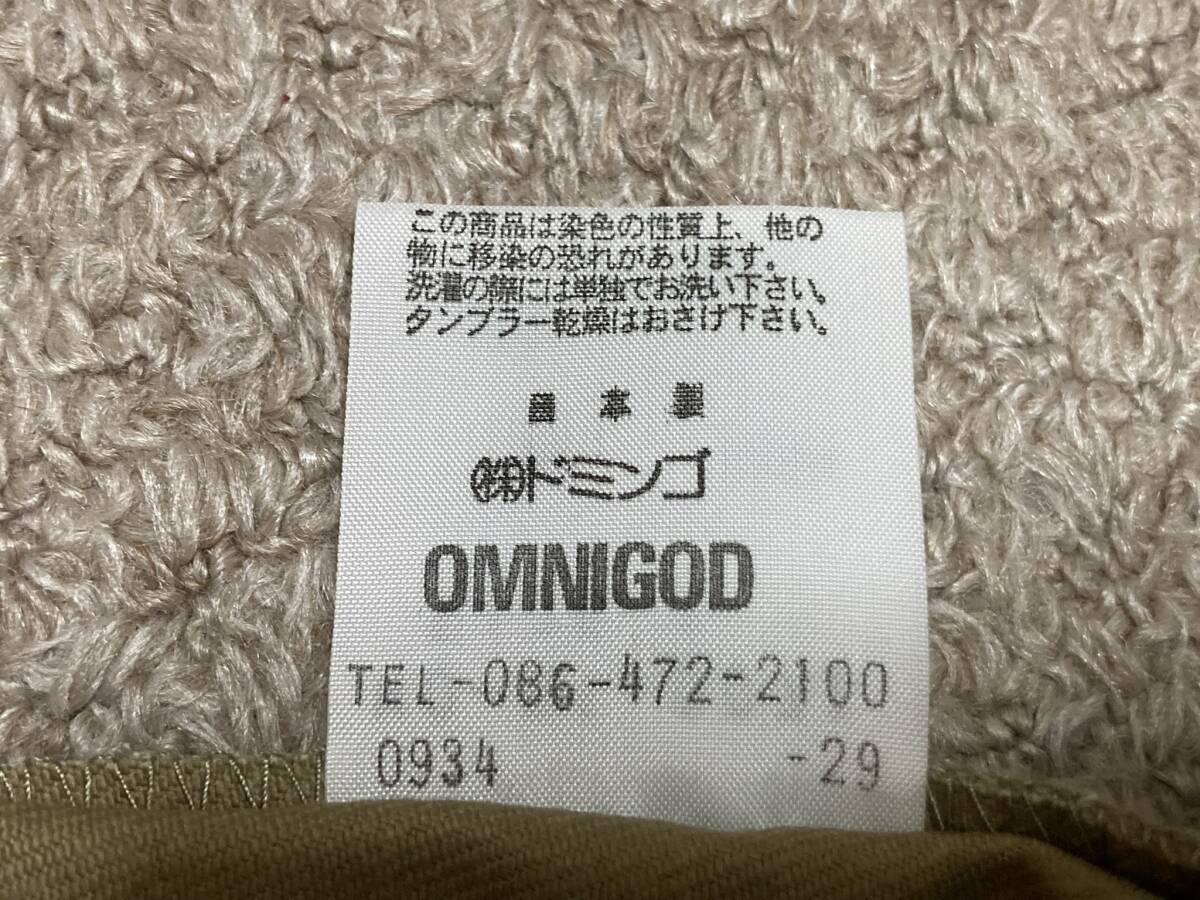 この商品は染色の性質上、他の
物に移染の恐れがあります。
洗濯の際には単独でお洗い下さい。
タンブラー乾燥はおさけ下さい。
日本製
㈱ドミンゴ
OMNIGOD
TEL-086-472-2100
0934 -29